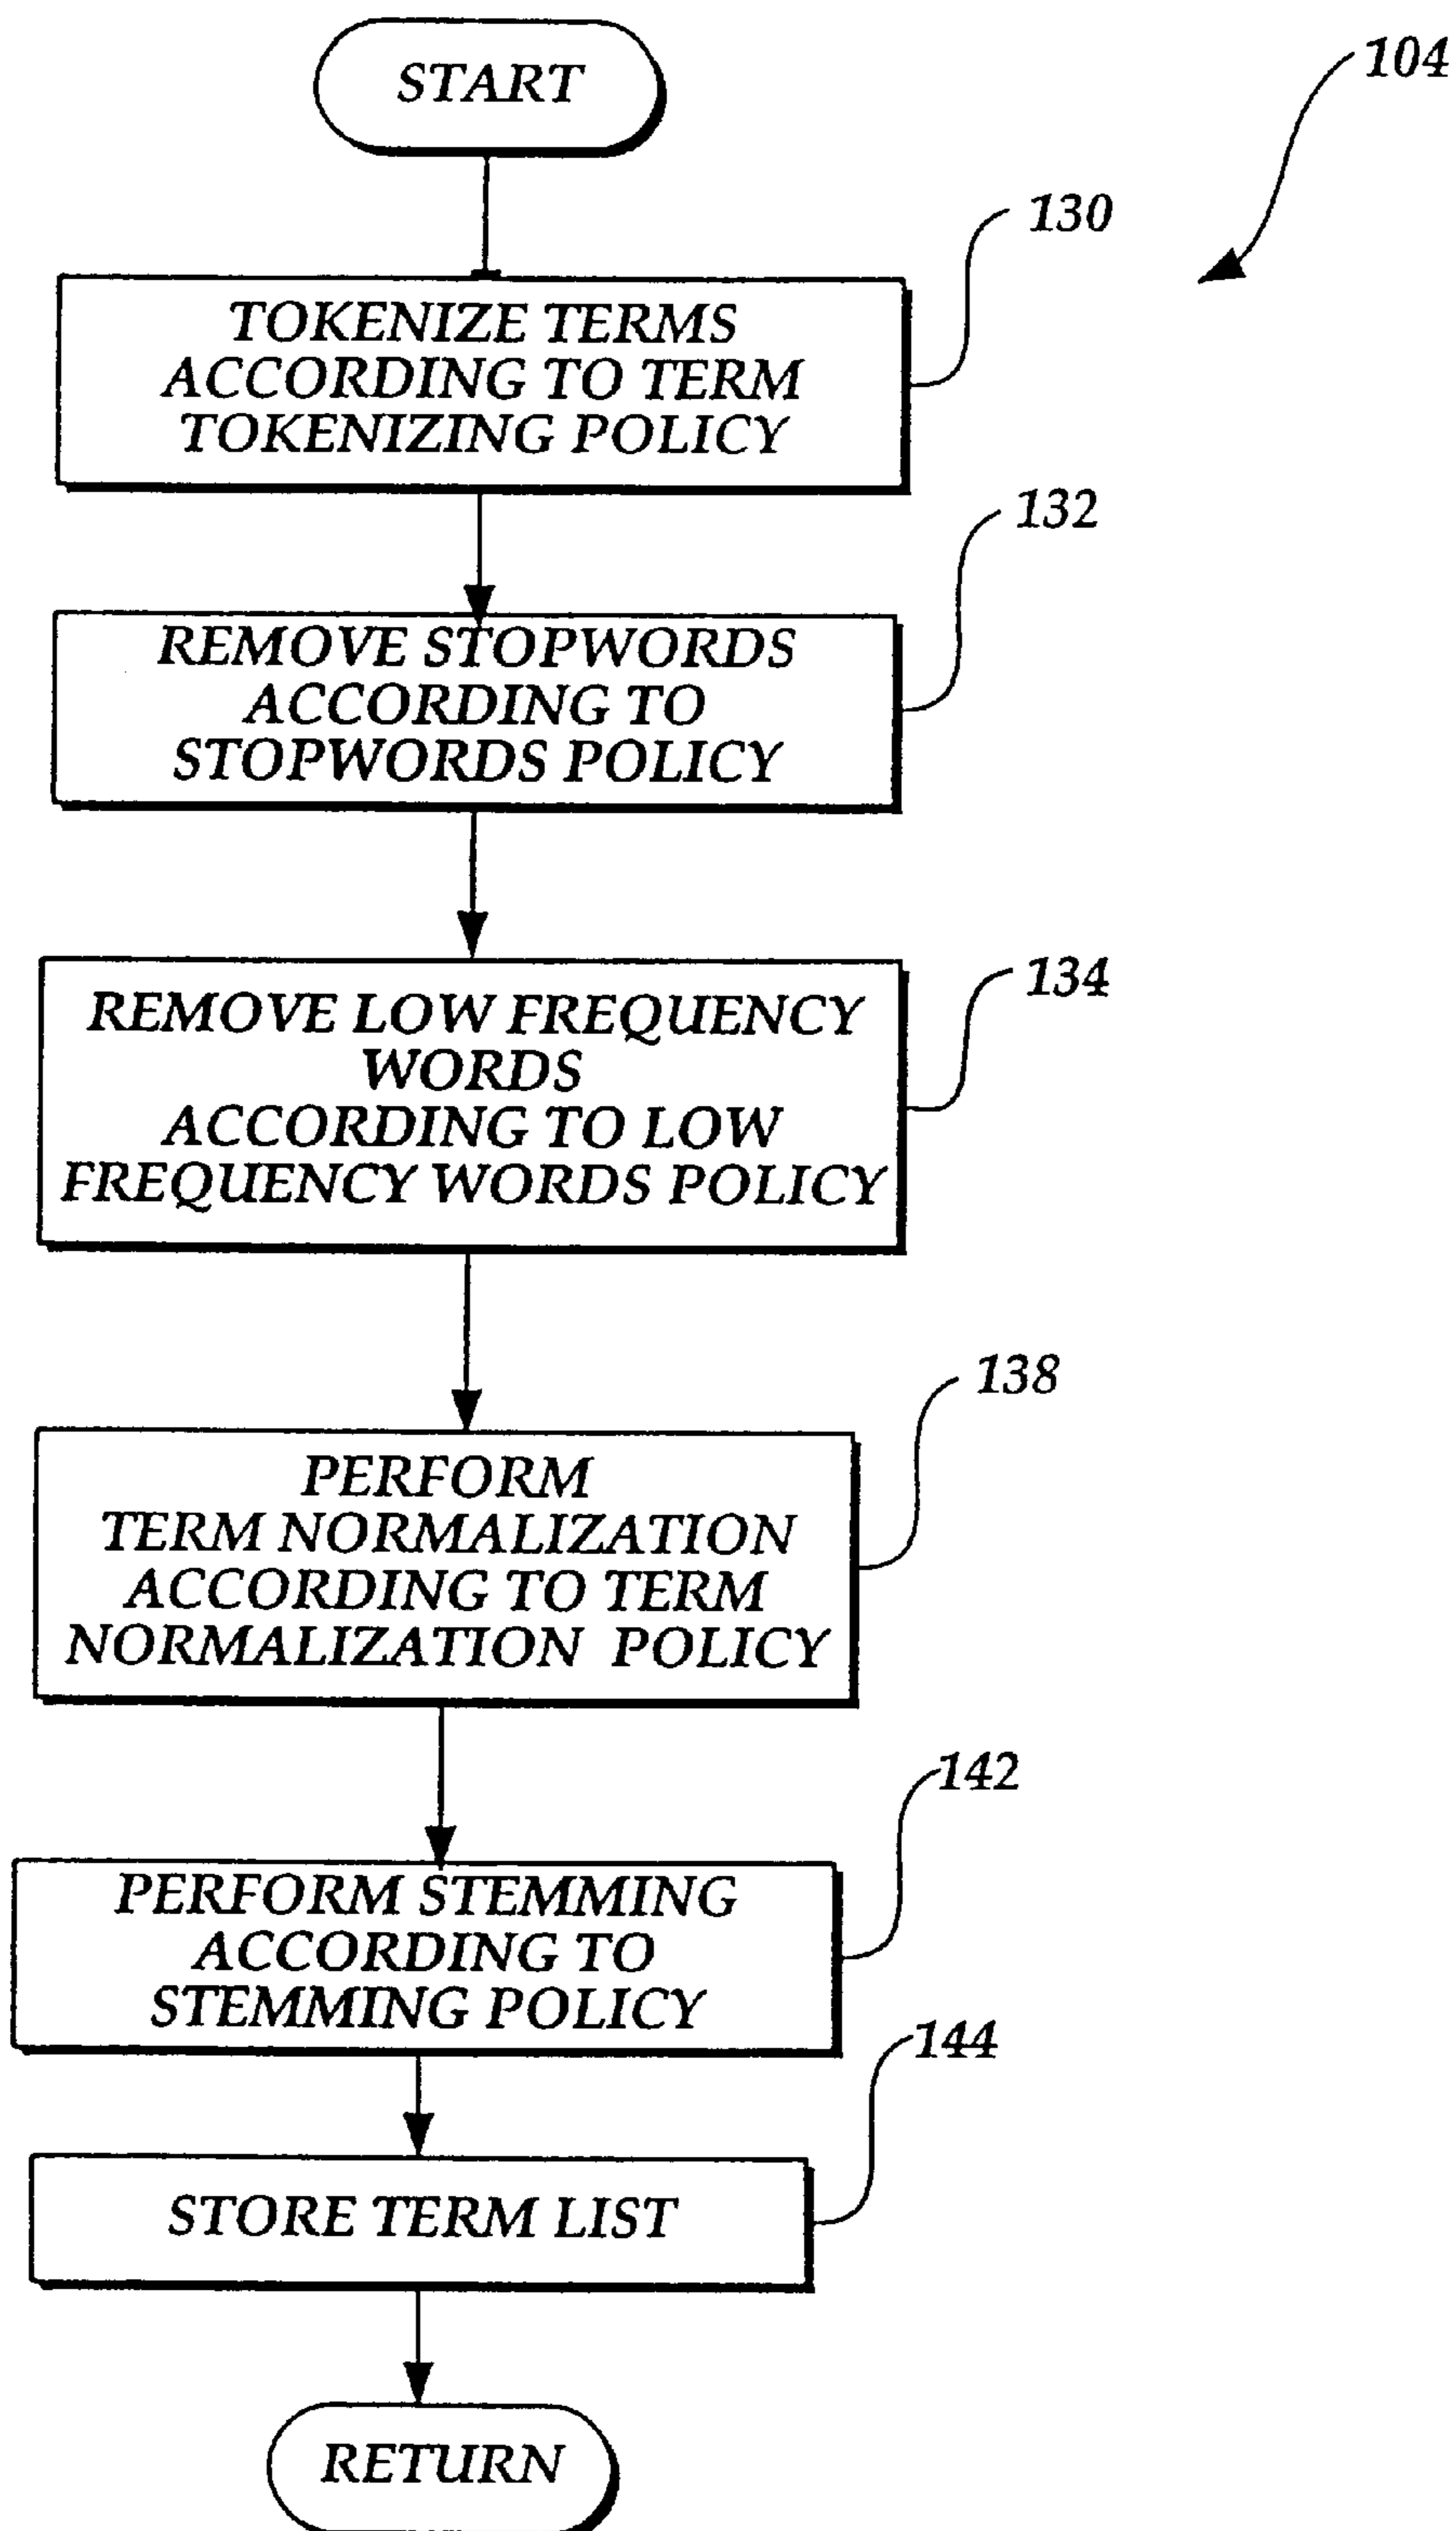 START
104
130
TOKENIZE TERMS
ACCORDING TO TERM
TOKENIZING POLICY
132
REMOVE STOPWORDS
ACCORDING TO
STOPWORDS POLICY
134
REMOVE LOW FREQUENCY
WORDS
ACCORDING TO LOW
FREQUENCY WORDS POLICY
138
PERFORM
TERM NORMALIZATION
ACCORDING TO TERM
NORMALIZATION POLICY
142
PERFORM STEMMING
ACCORDING TO
STEMMING POLICY
144
STORE TERM LIST
RETURN